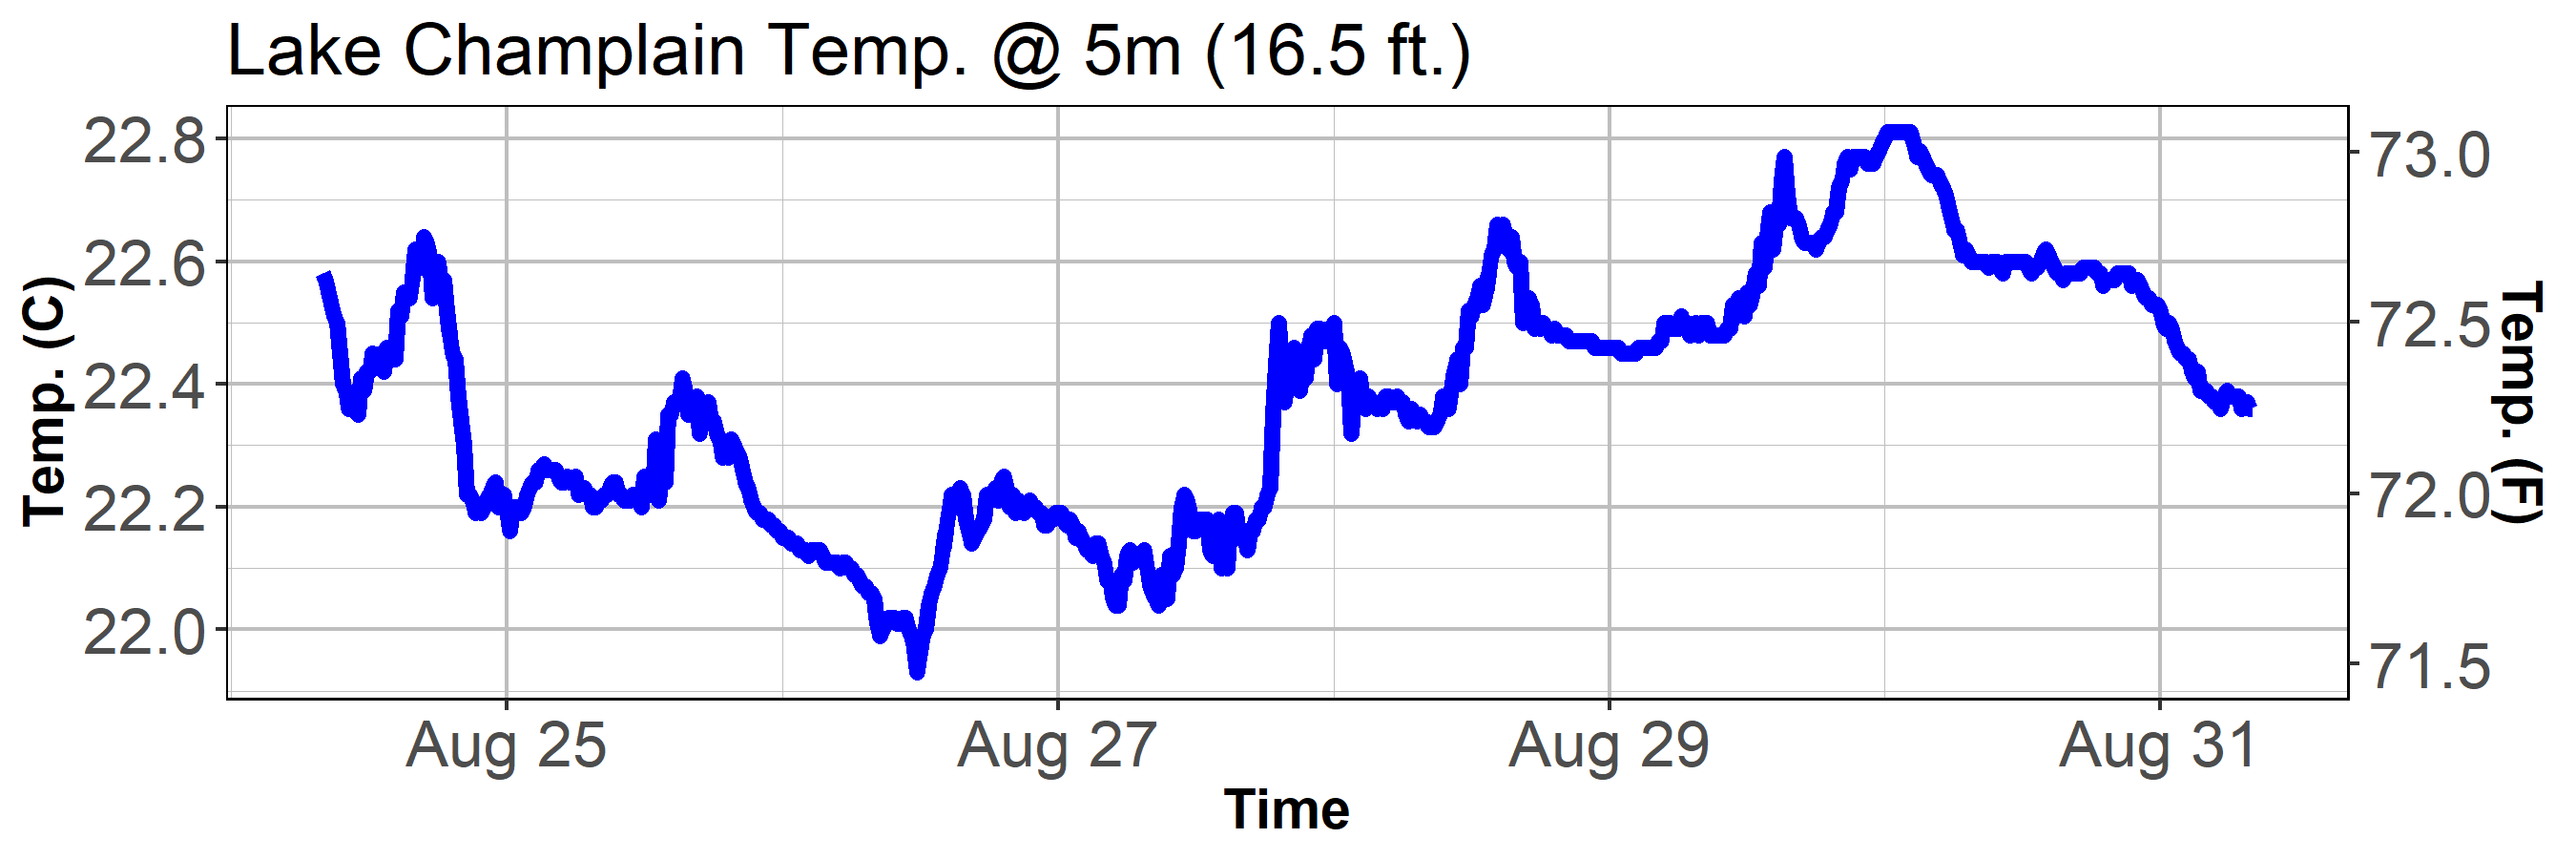 Lake Champlain Temp. @ 5m (16.5 ft.)
22.8
22.6
22.4
22.2
22.0
Temp. (C)
73.0
72.5
72.0
71.5
Temp. (F)
Aug 25 Aug 27 Aug 29 Aug 31
Time